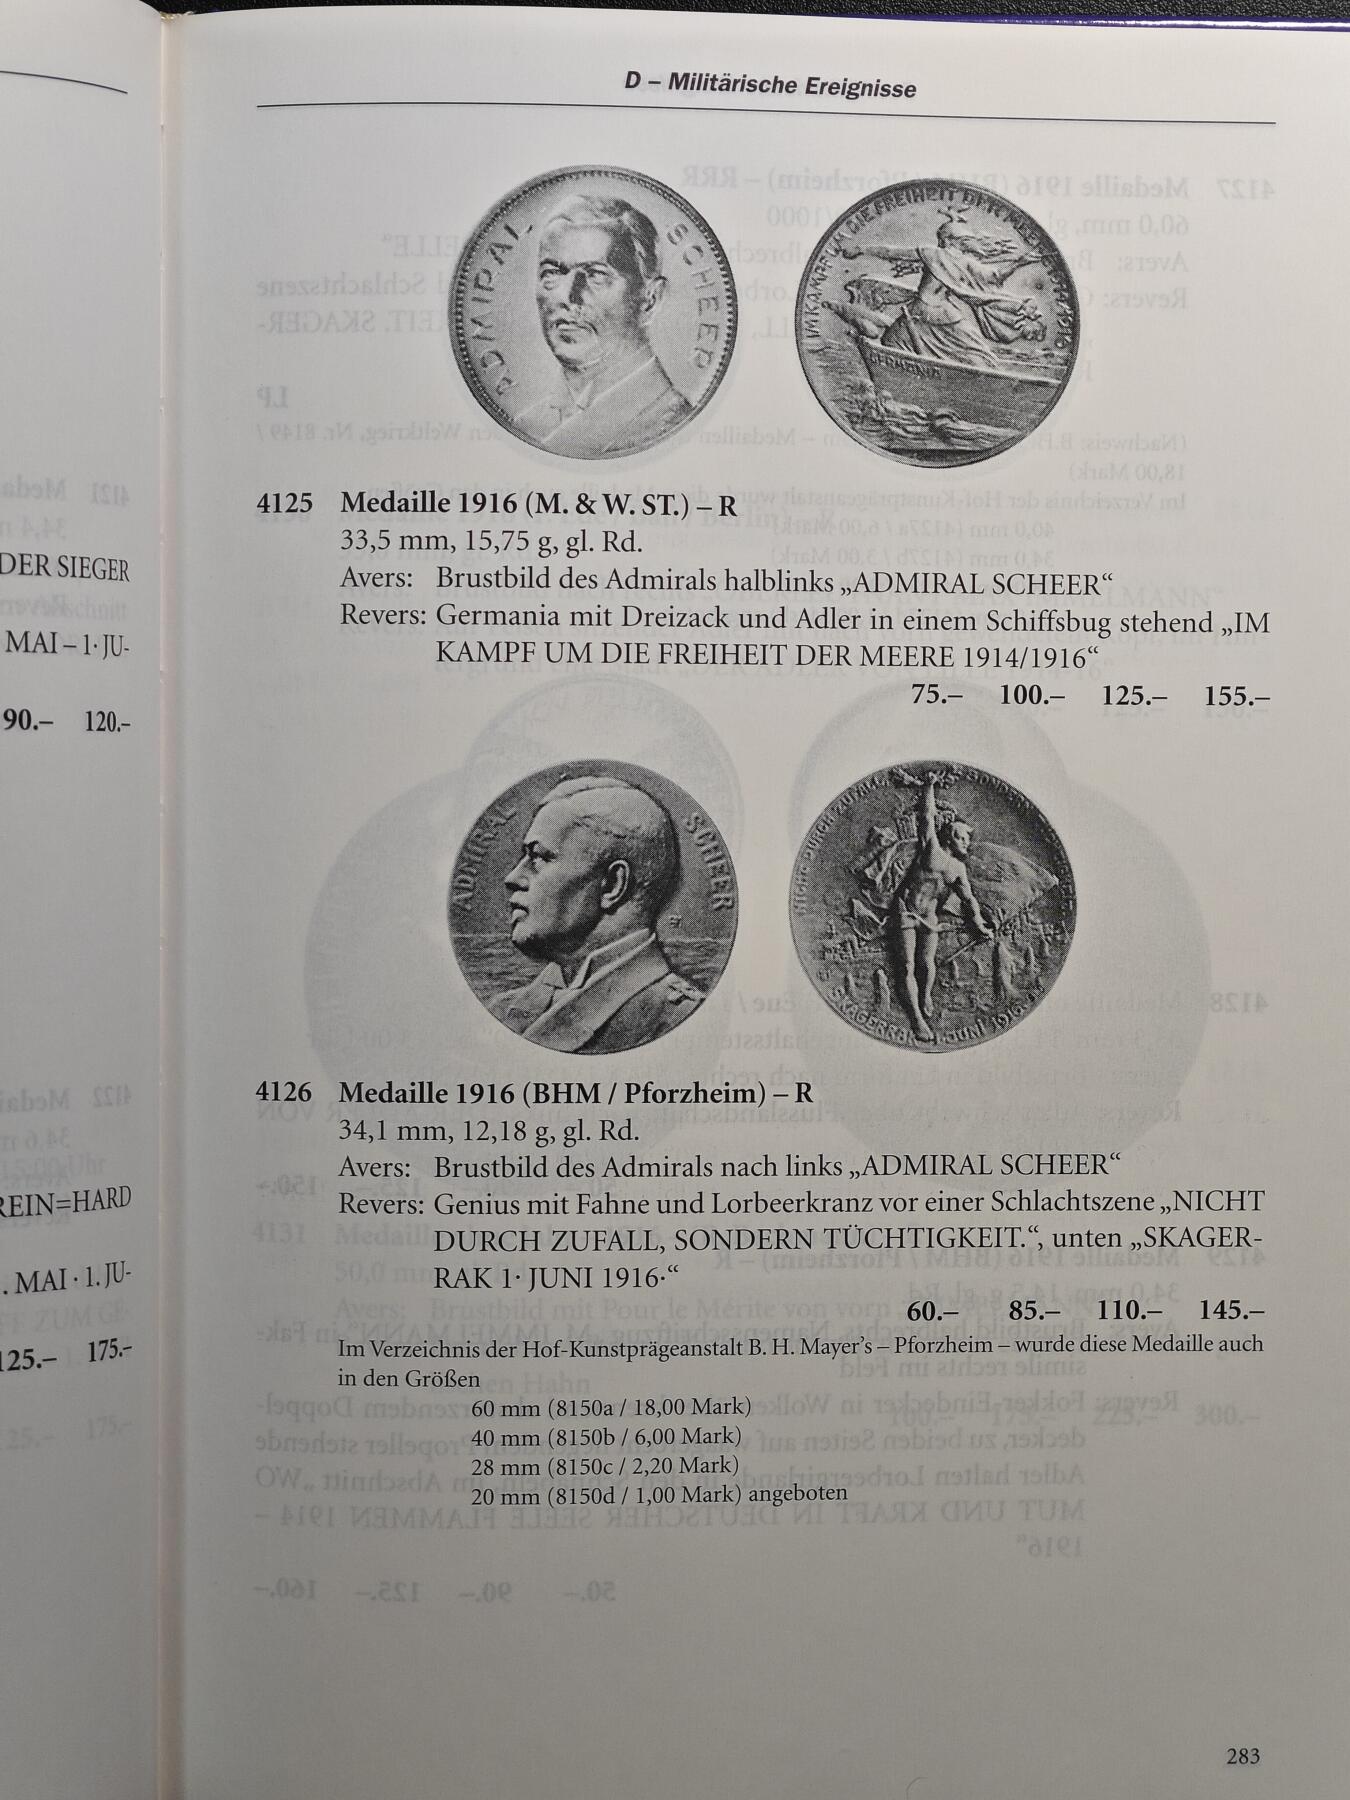 DER SIEGER
MAI – 1· JU-
90.– 120.–
REIN=HARD
. MAI · 1. JU-
125.– 175.–
D – Militärische Ereignisse
ADMIRAL SCHEER
IM KAMPF UM DIE FREIHEIT DER MEERE 1914/1916
GERMANIA
4125 Medaille 1916 (M. & W. ST.) – R
33,5 mm, 15,75 g, gl. Rd.
Avers: Brustbild des Admirals halblinks „ADMIRAL SCHEER“
Revers: Germania mit Dreizack und Adler in einem Schiffsbug stehend „IM
KAMPF UM DIE FREIHEIT DER MEERE 1914/1916“
75.– 100.– 125.– 155.–
ADMIRAL SCHEER
NICHT DURCH ZUFALL, SONDERN
SKAGERRAK 1·JUNI 1916·
4126 Medaille 1916 (BHM / Pforzheim) – R
34,1 mm, 12,18 g, gl. Rd.
Avers: Brustbild des Admirals nach links „ADMIRAL SCHEER“
Revers: Genius mit Fahne und Lorbeerkranz vor einer Schlachtszene „NICHT
DURCH ZUFALL, SONDERN TÜCHTIGKEIT.“, unten „SKAGER-
RAK 1· JUNI 1916·“
60.– 85.– 110.– 145.–
Im Verzeichnis der Hof-Kunstprägeanstalt B. H. Mayer’s – Pforzheim – wurde diese Medaille auch
in den Größen
60 mm (8150a / 18,00 Mark)
40 mm (8150b / 6,00 Mark)
28 mm (8150c / 2,20 Mark)
20 mm (8150d / 1,00 Mark) angeboten
283